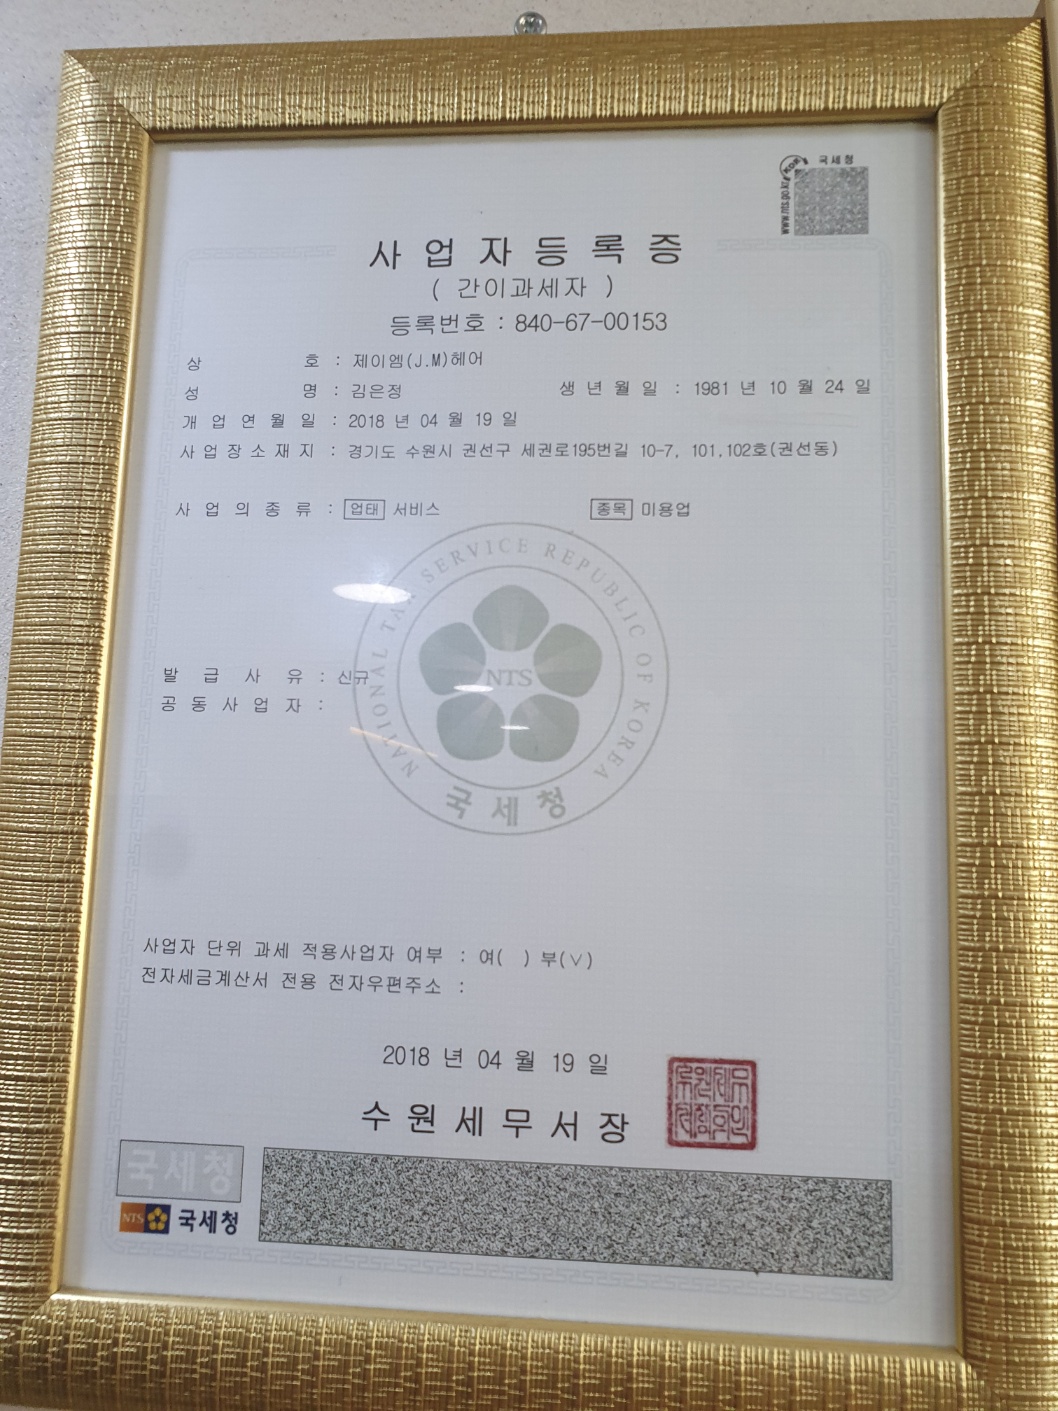 국세청
www.nts.go.kr
사업자등록증
( 간이과세자 )
등록번호 : 840-67-00153
상 호 : 제이엠(J.M)헤어
성 명 : 김은정 생 년 월 일 : 1981 년 10 월 24 일
개 업 연 월 일 : 2018 년 04 월 19 일
사 업 장 소 재 지 : 경기도 수원시 권선구 세권로195번길 10-7, 101,102호(권선동)
사 업 의 종 류 : 업태 서비스 종목 미용업
NATIONAL TAX SERVICE REPUBLIC OF KOREA
NTS
국세청
발 급 사 유 : 신규
공 동 사 업 자 :
사업자 단위 과세 적용사업자 여부 : 여( ) 부(∨)
전자세금계산서 전용 전자우편주소 :
2018 년 04 월 19 일
수 원 세 무 서 장
국세청
NTS 국세청